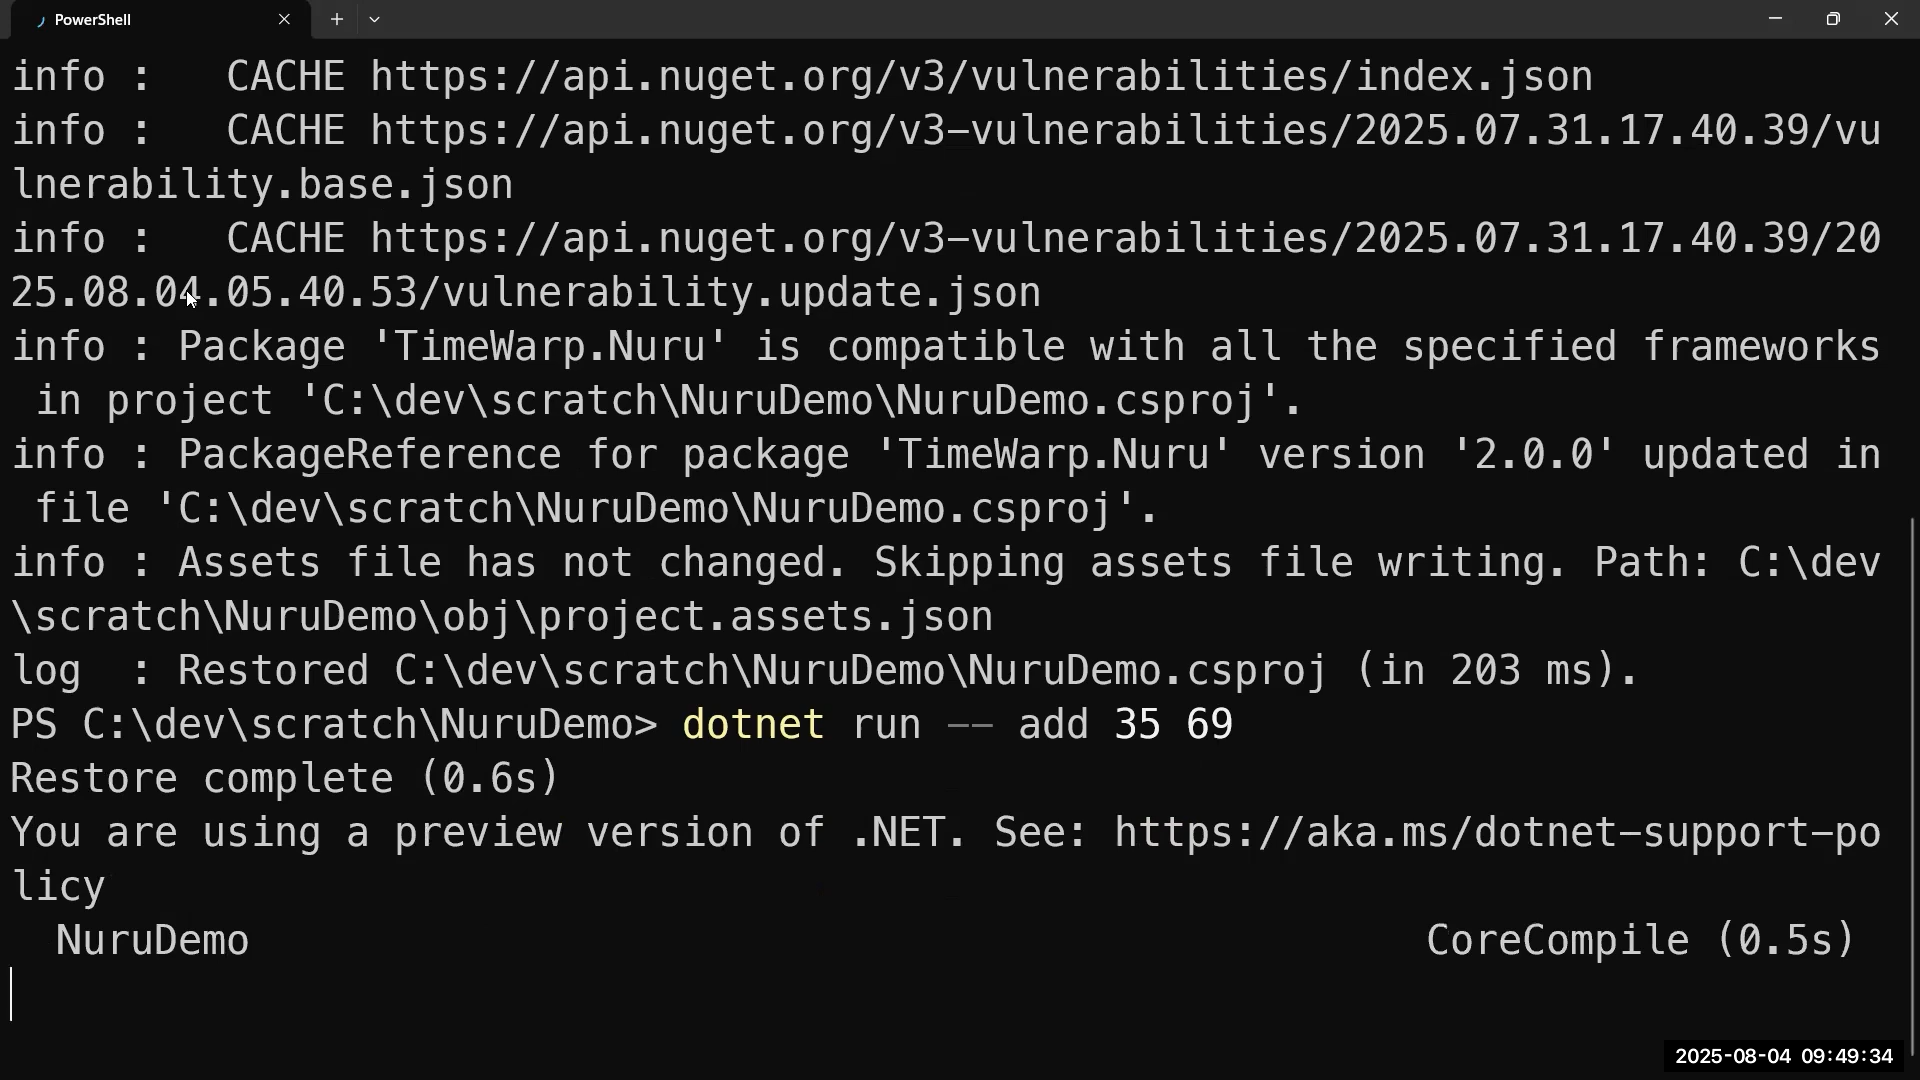 PowerShell
info :   CACHE https://api.nuget.org/v3/vulnerabilities/index.json
info :   CACHE https://api.nuget.org/v3-vulnerabilities/2025.07.31.17.40.39/vu
lnerability.base.json
info :   CACHE https://api.nuget.org/v3-vulnerabilities/2025.07.31.17.40.39/20
25.08.04.05.40.53/vulnerability.update.json
info : Package 'TimeWarp.Nuru' is compatible with all the specified frameworks
 in project 'C:\dev\scratch\NuruDemo\NuruDemo.csproj'.
info : PackageReference for package 'TimeWarp.Nuru' version '2.0.0' updated in
 file 'C:\dev\scratch\NuruDemo\NuruDemo.csproj'.
info : Assets file has not changed. Skipping assets file writing. Path: C:\dev
\scratch\NuruDemo\obj\project.assets.json
log  : Restored C:\dev\scratch\NuruDemo\NuruDemo.csproj (in 203 ms).
PS C:\dev\scratch\NuruDemo> dotnet run -- add 35 69
Restore complete (0.6s)
You are using a preview version of .NET. See: https://aka.ms/dotnet-support-po
licy
  NuruDemo                                                 CoreCompile (0.5s)
2025-08-04 09:49:34